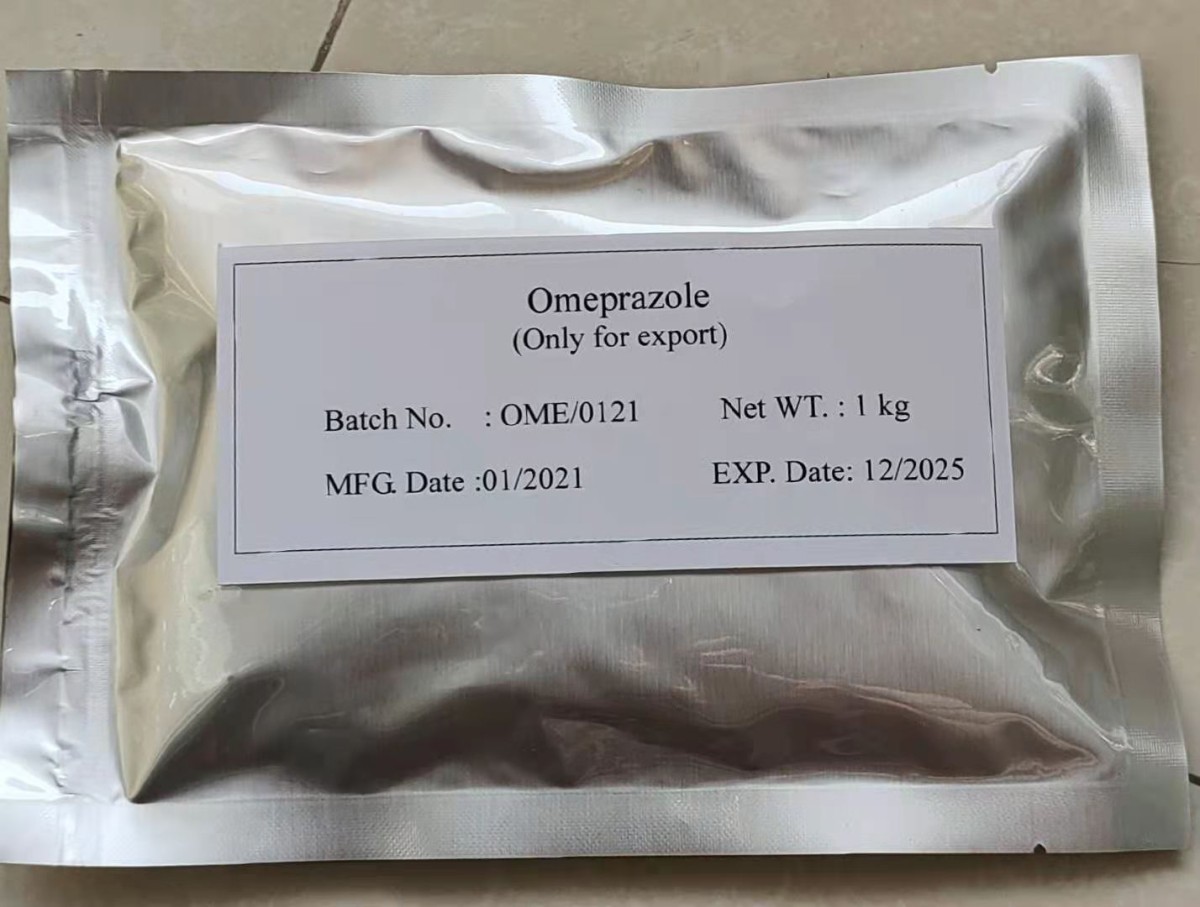 Omeprazole
(Only for export)
Batch No. : OME/0121 Net WT. : 1 kg
MFG. Date :01/2021 EXP. Date: 12/2025